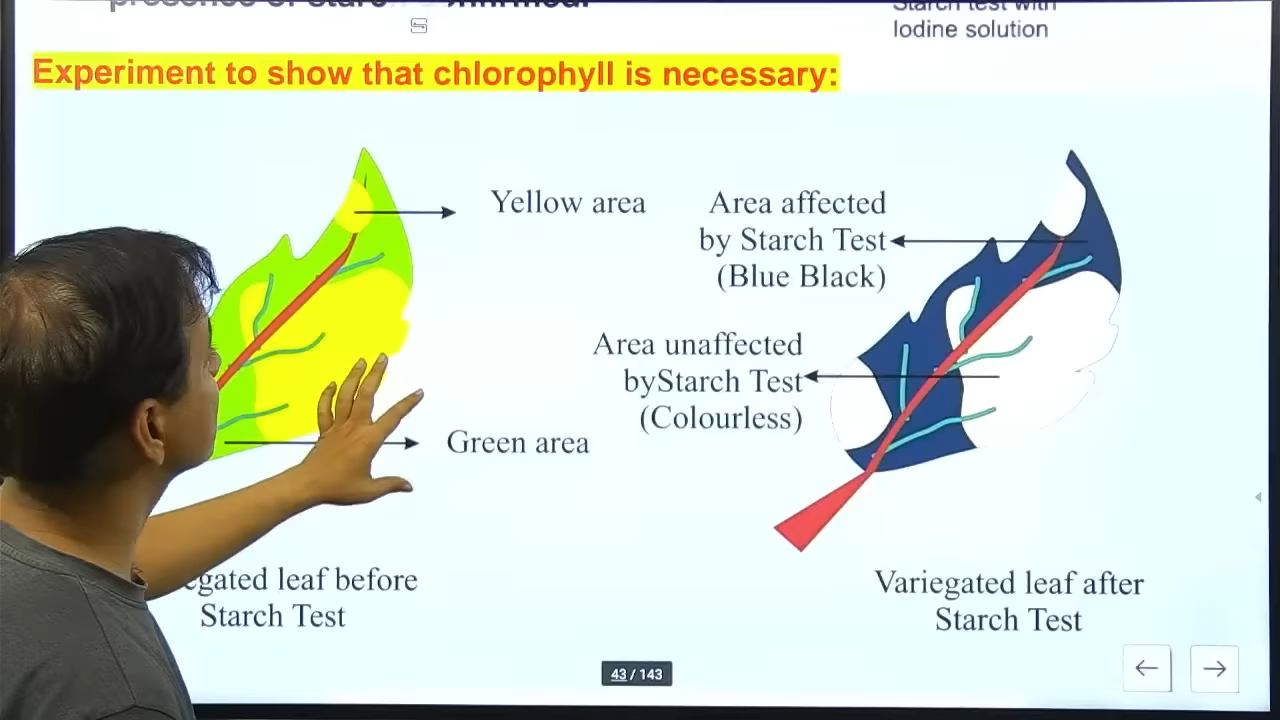 Starch test with
Iodine solution
Experiment to show that chlorophyll is necessary:
Yellow area
Area affected
by Starch Test
(Blue Black)
Area unaffected
byStarch Test
(Colourless)
Green area
egated leaf before
Starch Test
Variegated leaf after
Starch Test
43 / 143